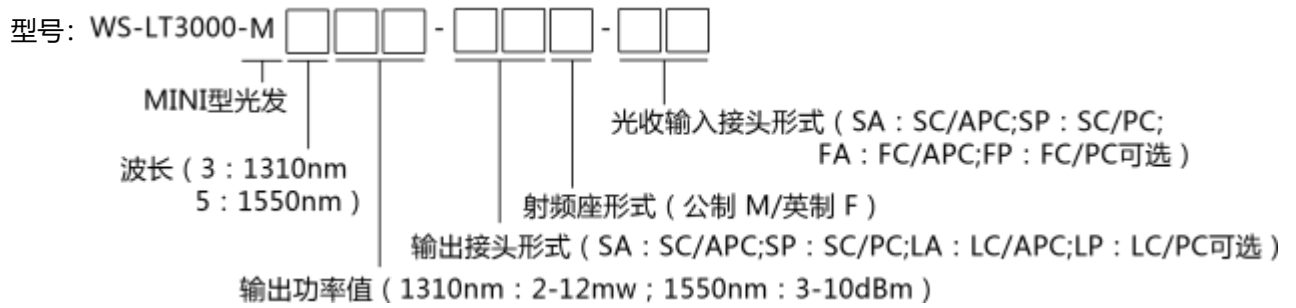 型号：WS-LT3000-M□□□-□□□-□□
MINI型光发
光收输入接头形式（SA：SC/APC;SP：SC/PC;
FA：FC/APC;FP：FC/PC可选）
波长（3：1310nm
5：1550nm）
射频座形式（公制 M/英制 F）
输出接头形式（SA：SC/APC;SP：SC/PC;LA：LC/APC;LP：LC/PC可选）
输出功率值（1310nm：2-12mw；1550nm：3-10dBm）